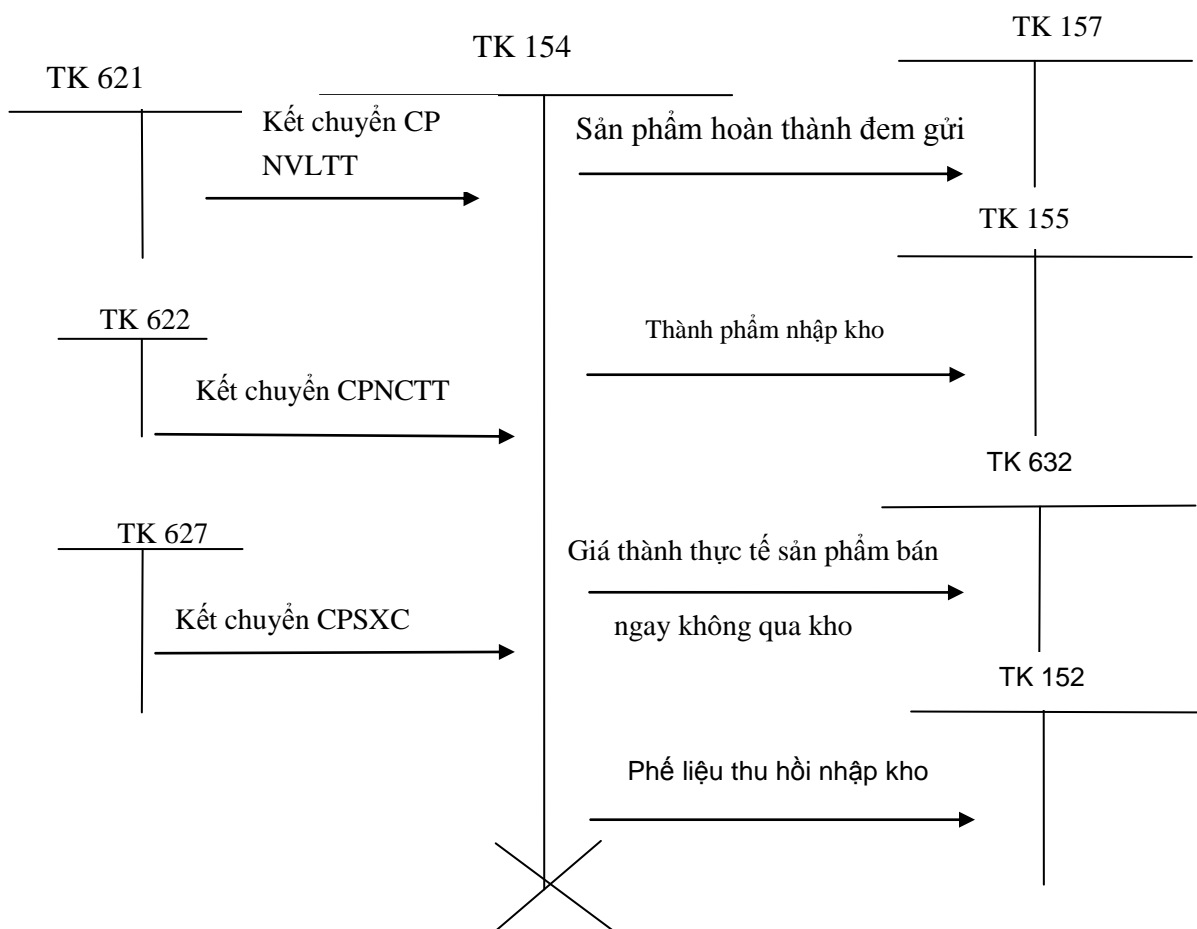 TK 157
TK 154
TK 621
Kết chuyển CP
NVLTT
Sản phẩm hoàn thành đem gửi
TK 155
TK 622
Thành phẩm nhập kho
Kết chuyển CPNCTT
TK 632
TK 627
Giá thành thực tế sản phẩm bán
ngay không qua kho
Kết chuyển CPSXC
TK 152
Phế liệu thu hồi nhập kho